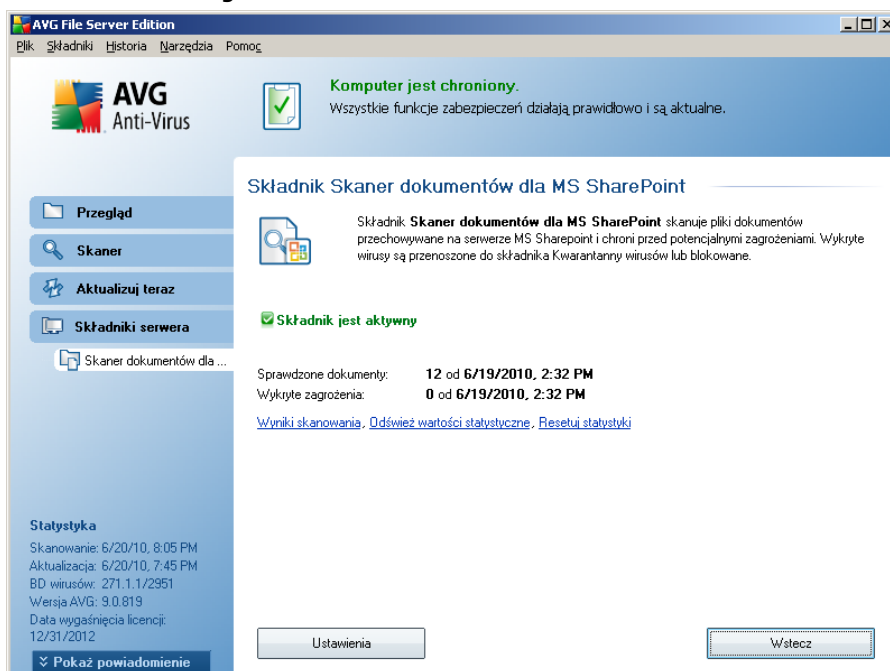 AVG File Server Edition
Plik Składniki Historia Narzędzia Pomoc
AVG
Anti-Virus
Komputer jest chroniony.
Wszystkie funkcje zabezpieczeń działają prawidłowo i są aktualne.
Przegląd
Skaner
Aktualizuj teraz
Składniki serwera
Skaner dokumentów dla ...
Składnik Skaner dokumentów dla MS SharePoint
Składnik Skaner dokumentów dla MS SharePoint skanuje pliki dokumentów
przechowywane na serwerze MS Sharepoint i chroni przed potencjalnymi zagrożeniami. Wykryte
wirusy są przenoszone do składnika Kwarantanny wirusów lub blokowane.
Składnik jest aktywny
Sprawdzone dokumenty: 12 od 6/19/2010, 2:32 PM
Wykryte zagrożenia: 0 od 6/19/2010, 2:32 PM
Wyniki skanowania, Odśwież wartości statystyczne, Resetuj statystyki
Statystyka
Skanowanie: 6/20/10, 8:05 PM
Aktualizacja: 6/20/10, 7:45 PM
BD wirusów: 271.1.1/2951
Wersja AVG: 9.0.819
Data wygaśnięcia licencji:
12/31/2012
Pokaż powiadomienie
Ustawienia
Wstecz